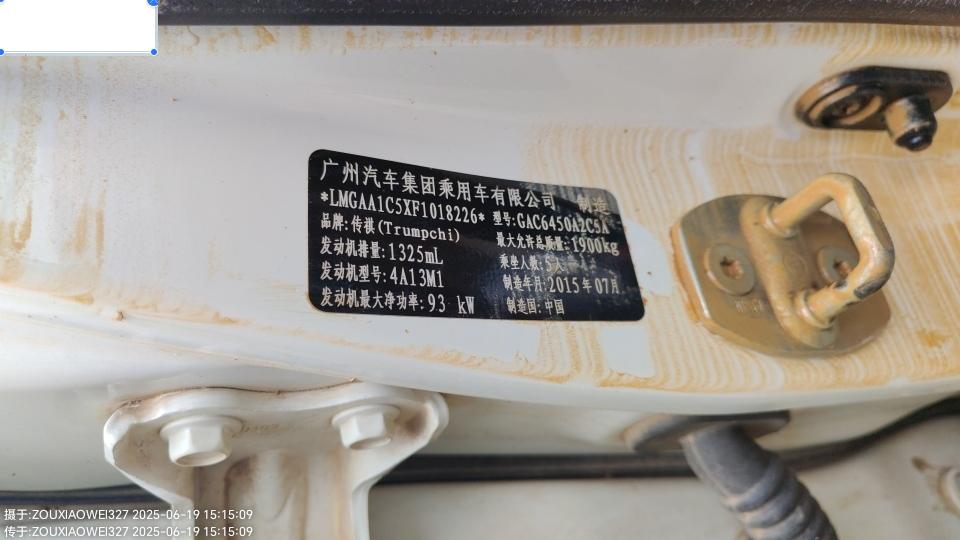 广州汽车集团乘用车有限公司 制造
*LMGAA1C5XF1018226* 型号:GAC6450A2C5A
品牌:传祺(Trumpchi) 最大允许总质量:1900kg
发动机排量:1325mL 乘坐人数:5人
发动机型号:4A13M1 制造年月:2015年07月
发动机最大净功率:93 kW 制造国:中国
摄于:ZOUXIAOWEI327 2025-06-19 15:15:09
传于:ZOUXIAOWEI327 2025-06-19 15:15:09